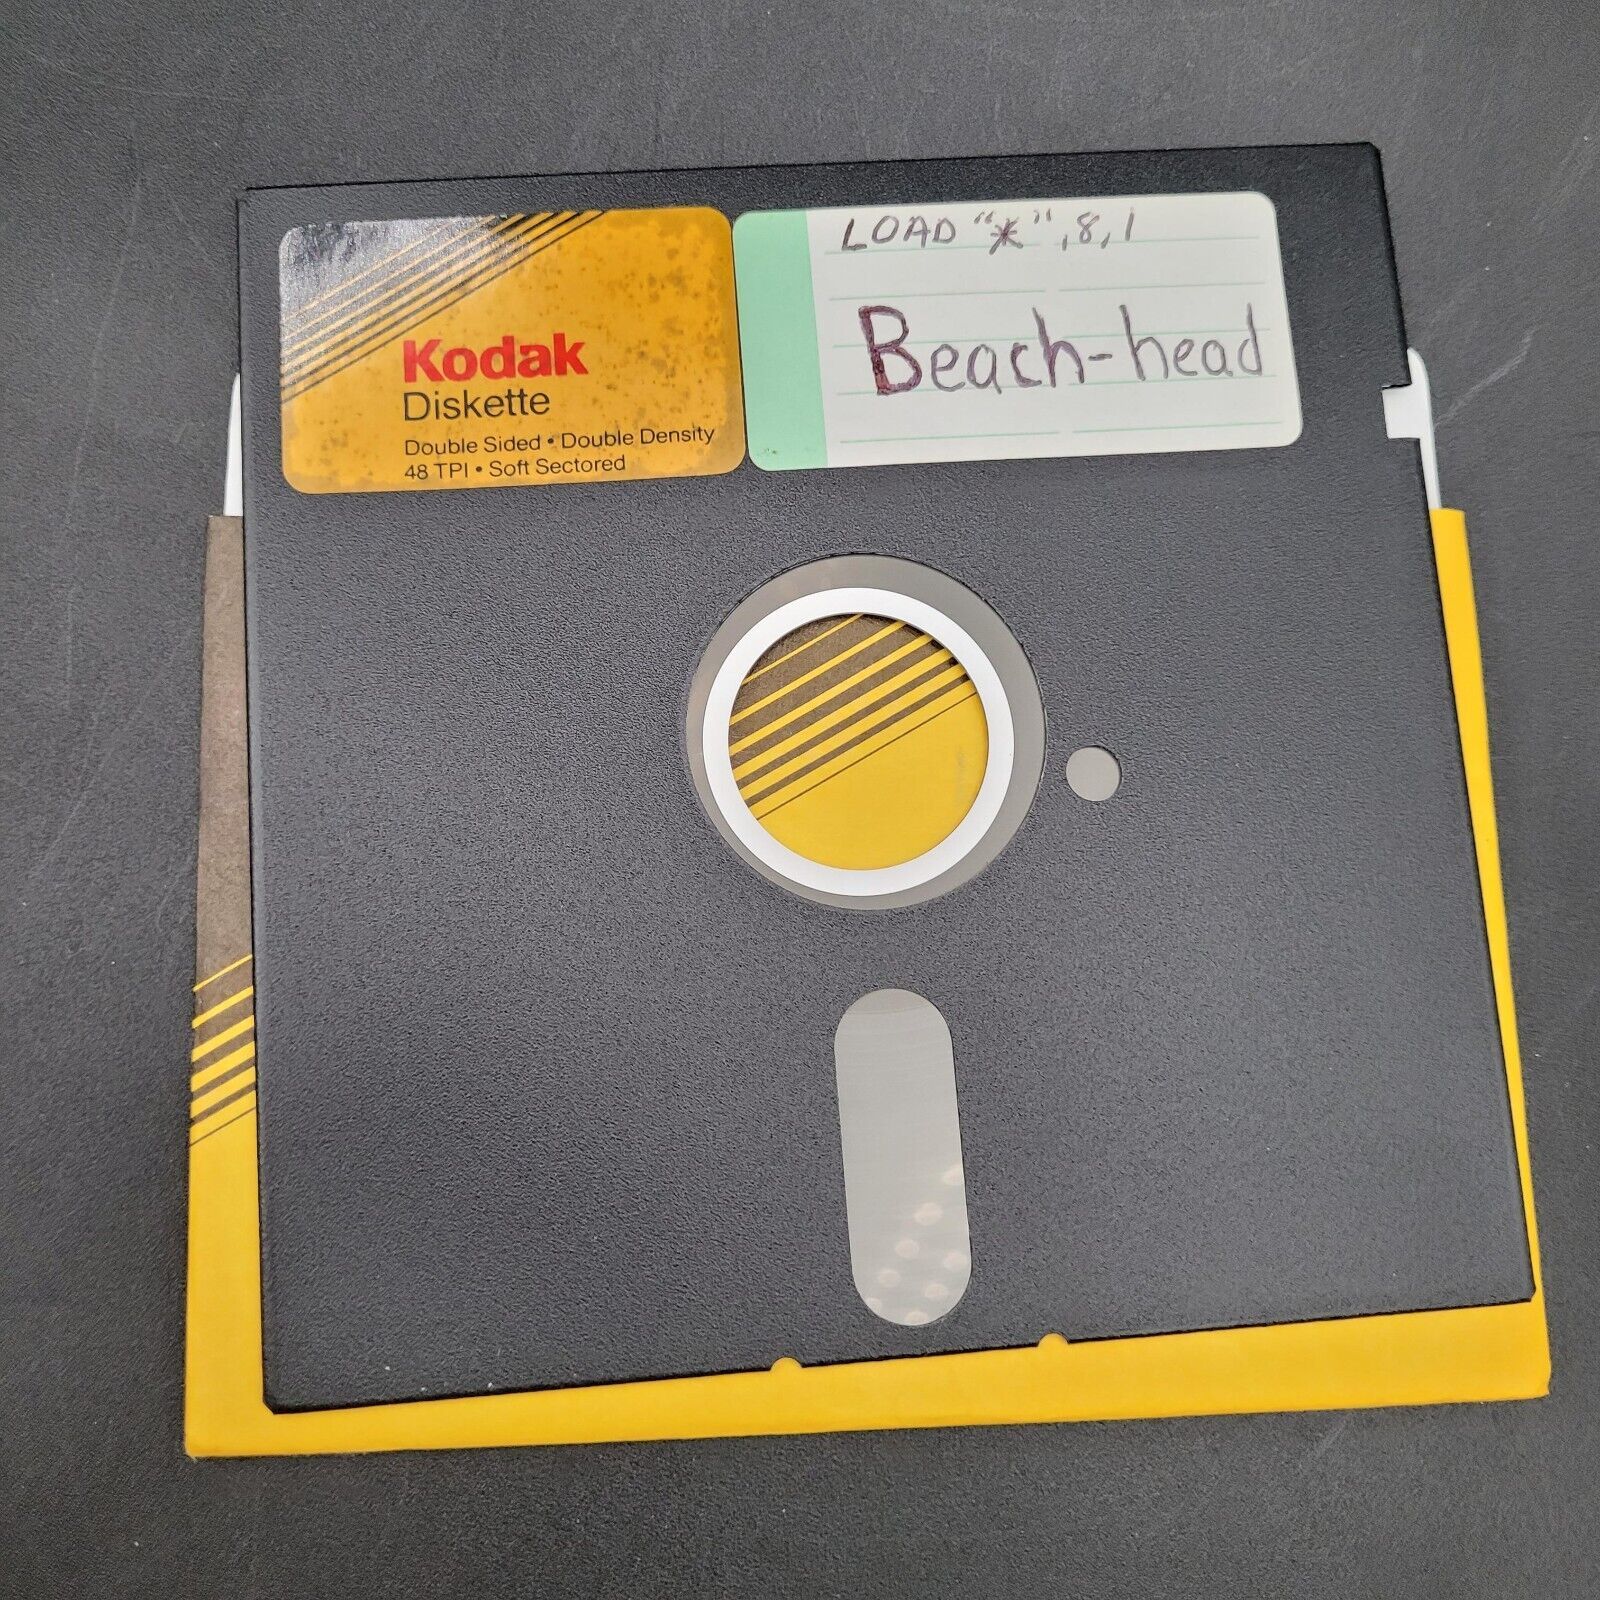 Kodak
Diskette
Double Sided • Double Density
48 TPI • Soft Sectored
LOAD "*",8,1
Beach-head